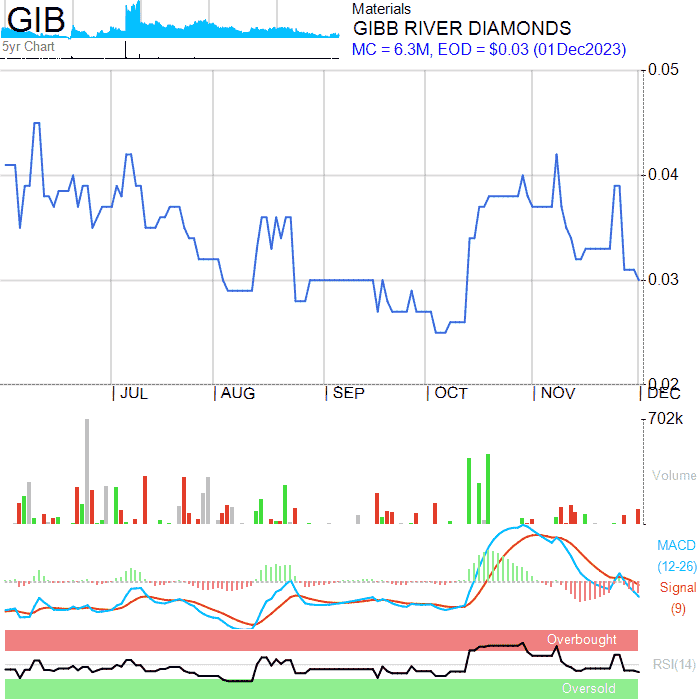 GIB
5yr Chart
Materials
GIBB RIVER DIAMONDS
MC = 6.3M, EOD = $0.03 (01Dec2023)
0.05
0.04
0.03
0.02
JUL AUG SEP OCT NOV DEC
702k
Volume
MACD
(12-26)
Signal
(9)
Overbought
RSI(14)
Oversold